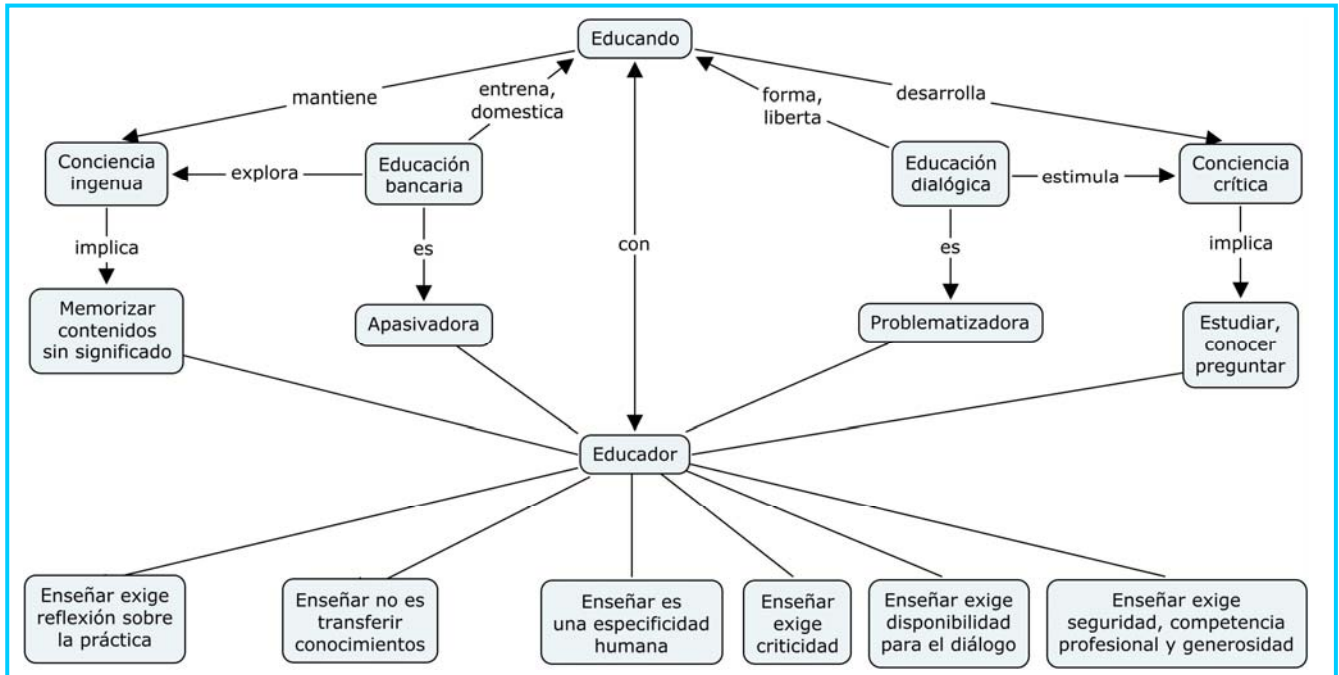 Educando
mantiene
entrena,
domestica
forma,
liberta
desarrolla
Conciencia
ingenua
explora
Educación
bancaria
Educación
dialógica
estimula
Conciencia
crítica
implica
es
con
es
implica
Memorizar
contenidos
sin significado
Apasivadora
Problematizadora
Estudiar,
conocer
preguntar
Educador
Enseñar exige
reflexión sobre
la práctica
Enseñar no es
transferir
conocimientos
Enseñar es
una especificidad
humana
Enseñar
exige
criticidad
Enseñar exige
disponibilidad
para el diálogo
Enseñar exige
seguridad, competencia
profesional y generosidad